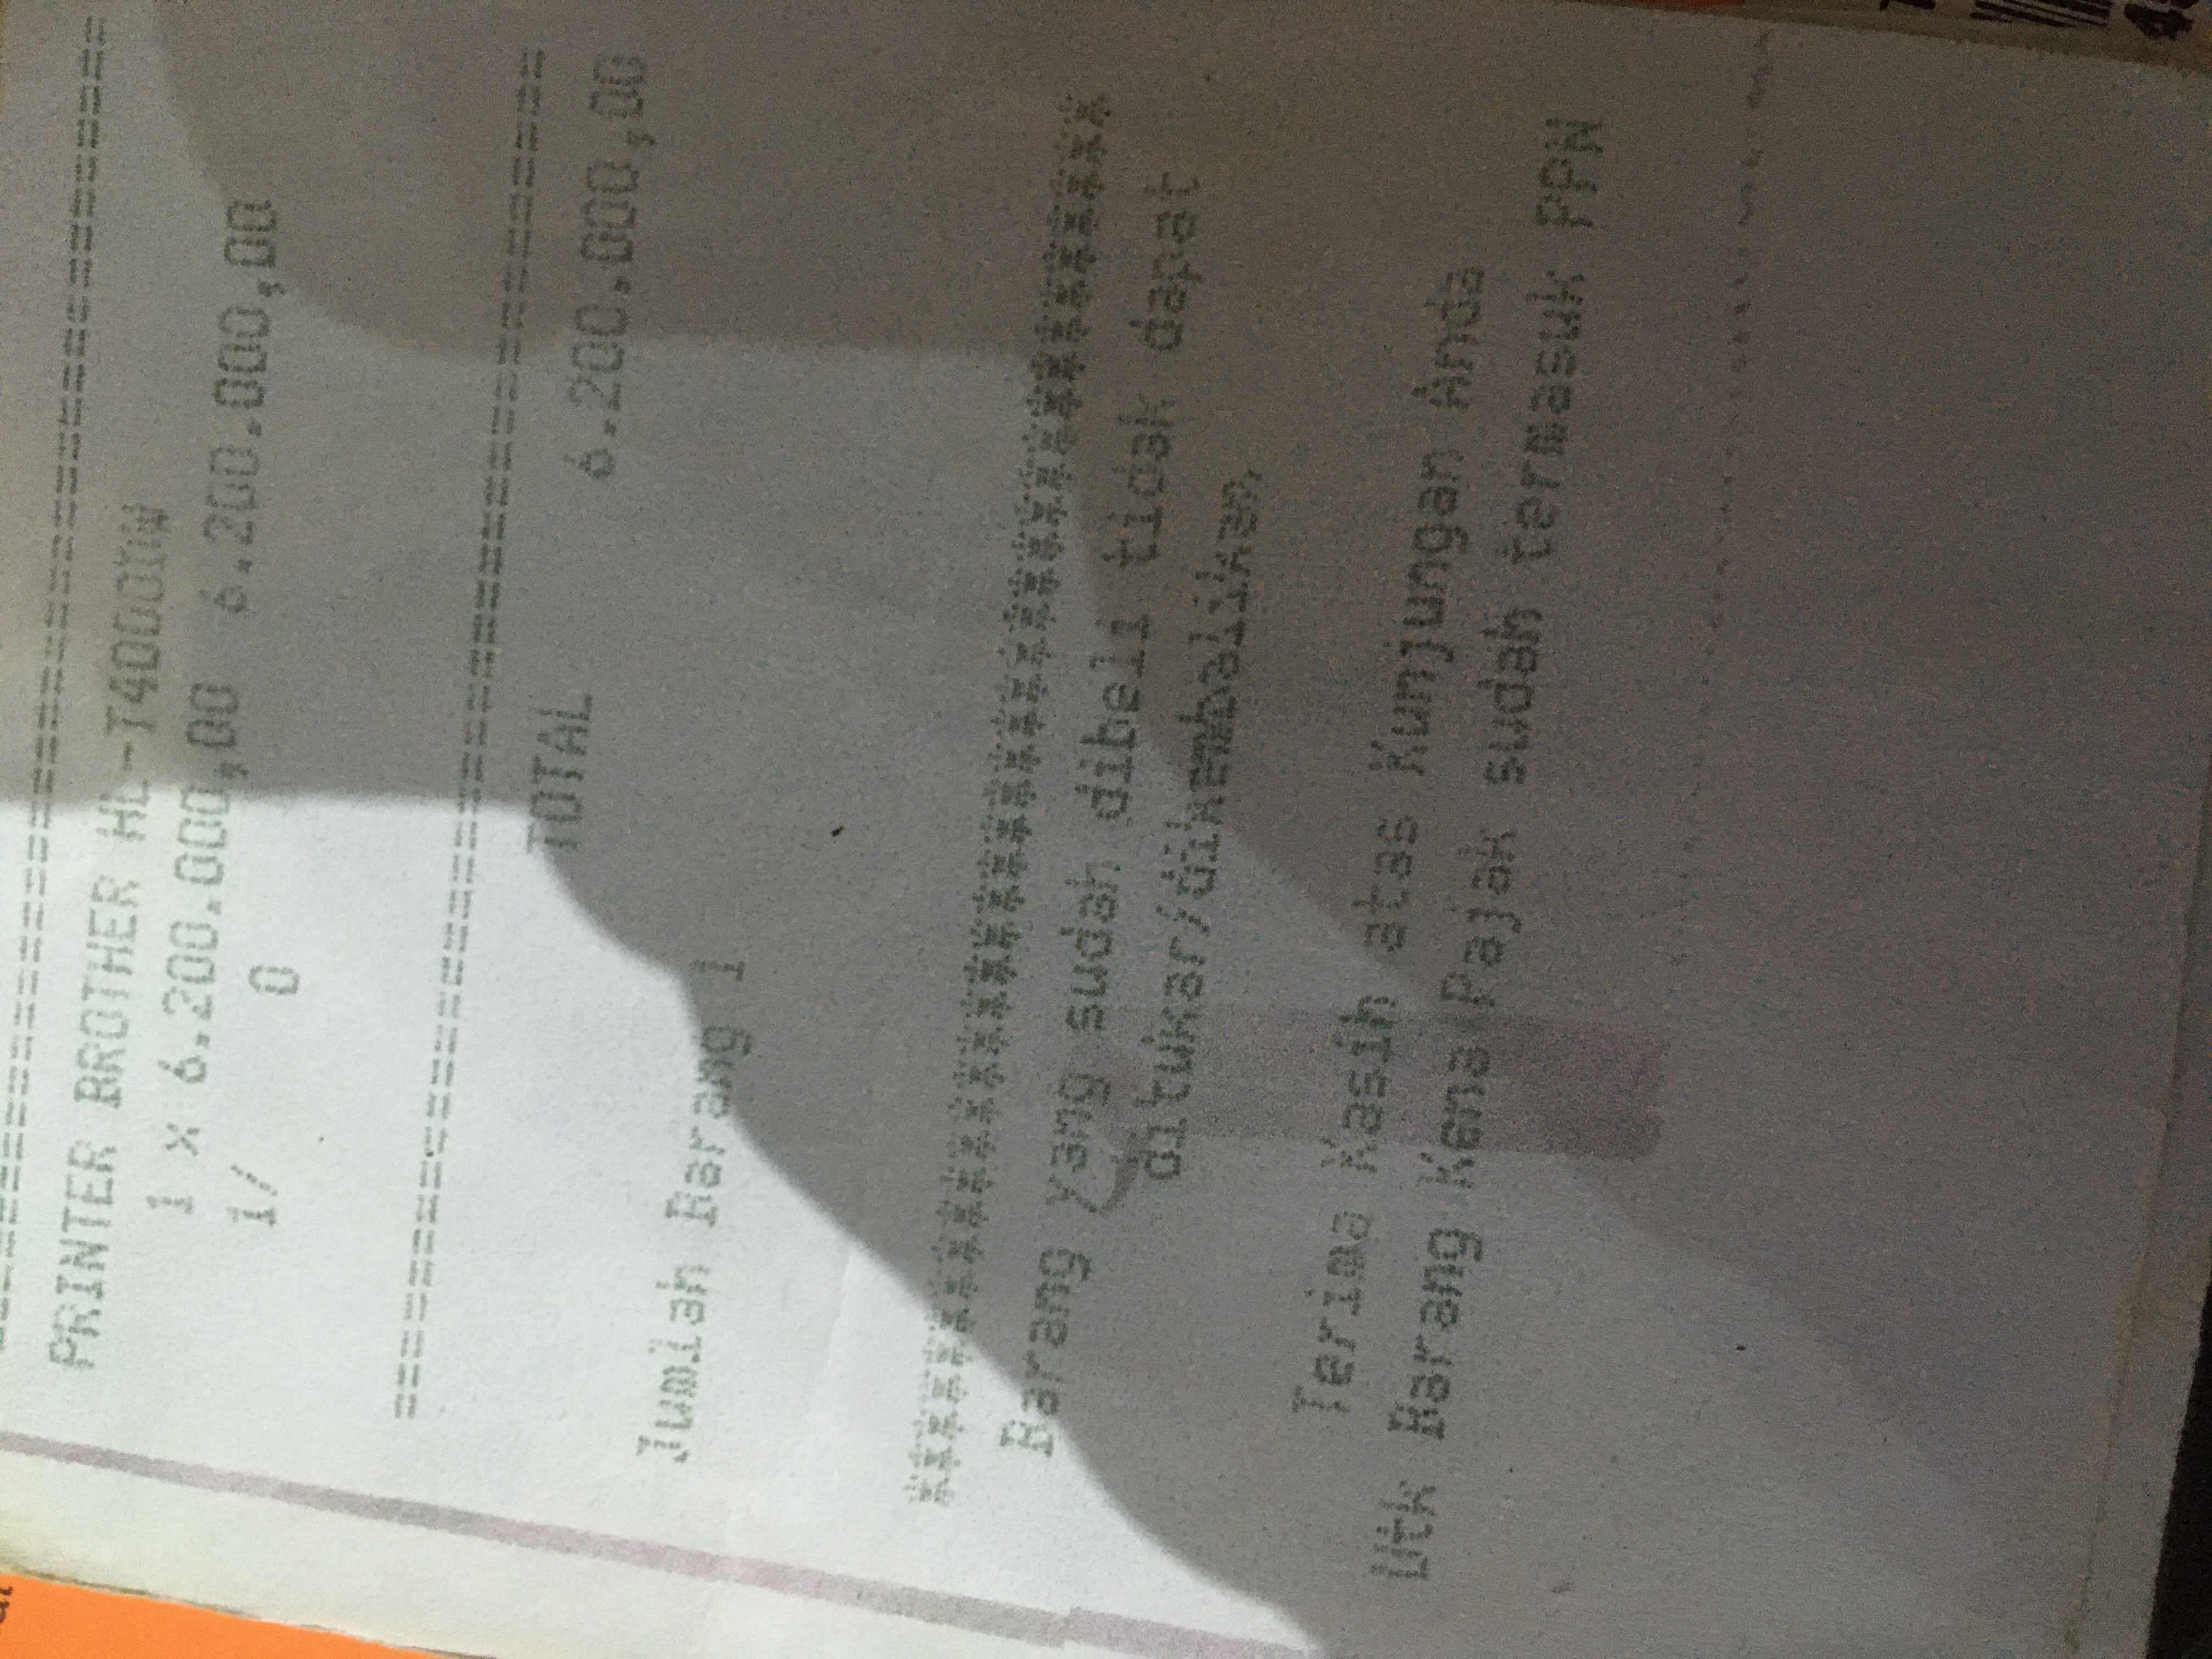 ==========================================
PRINTER BROTHER HL-T4000DW
1 x 6.200.000,00 6.200.000,00
1/ 0
==========================================
TOTAL 6.200.000,00
Jumlah Barang 1
****************************************
Barang yang sudah dibeli tidak dapat
ditukar/dikembalikan.
Terima Kasih atas Kunjungan Anda
Utk Barang Kena Pajak sudah termasuk PPN